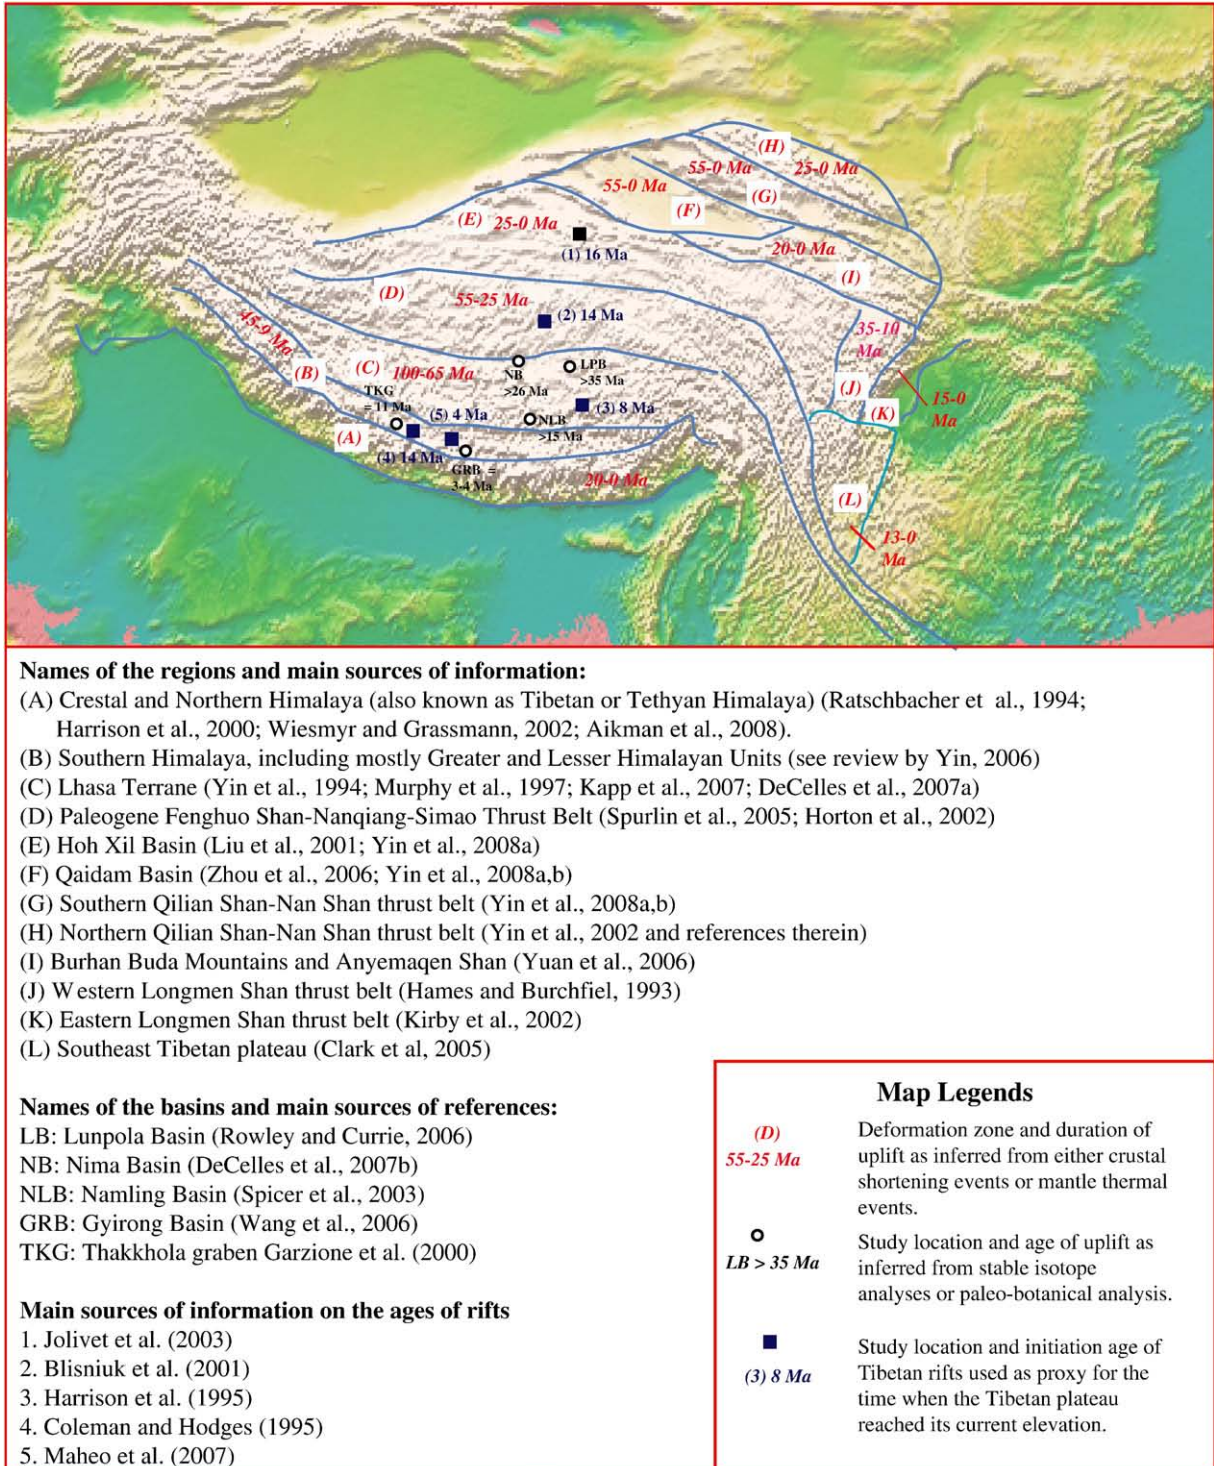 (H)
55-0 Ma
25-0 Ma
55-0 Ma
(G)
(F)
(E)
25-0 Ma
(1) 16 Ma
20-0 Ma
(I)
(D)
55-25 Ma
(2) 14 Ma
45-9 Ma
35-10
Ma
(B)
(C)
100-65 Ma
NB
>26 Ma
LPB
>35 Ma
(J)
(K)
15-0
Ma
TKG
= 11 Ma
(5) 4 Ma
(3) 8 Ma
NLB
>15 Ma
(A)
(4) 14 Ma
GRB =
3-4 Ma
20-0 Ma
(L)
13-0
Ma
Names of the regions and main sources of information:
(A) Crestal and Northern Himalaya (also known as Tibetan or Tethyan Himalaya) (Ratschbacher et al., 1994;
Harrison et al., 2000; Wiesmyr and Grassmann, 2002; Aikman et al., 2008).
(B) Southern Himalaya, including mostly Greater and Lesser Himalayan Units (see review by Yin, 2006)
(C) Lhasa Terrane (Yin et al., 1994; Murphy et al., 1997; Kapp et al., 2007; DeCelles et al., 2007a)
(D) Paleogene Fenghuo Shan-Nanqiang-Simao Thrust Belt (Spurlin et al., 2005; Horton et al., 2002)
(E) Hoh Xil Basin (Liu et al., 2001; Yin et al., 2008a)
(F) Qaidam Basin (Zhou et al., 2006; Yin et al., 2008a,b)
(G) Southern Qilian Shan-Nan Shan thrust belt (Yin et al., 2008a,b)
(H) Northern Qilian Shan-Nan Shan thrust belt (Yin et al., 2002 and references therein)
(I) Burhan Buda Mountains and Anyemaqen Shan (Yuan et al., 2006)
(J) Western Longmen Shan thrust belt (Hames and Burchfiel, 1993)
(K) Eastern Longmen Shan thrust belt (Kirby et al., 2002)
(L) Southeast Tibetan plateau (Clark et al, 2005)
Names of the basins and main sources of references:
LB: Lunpola Basin (Rowley and Currie, 2006)
NB: Nima Basin (DeCelles et al., 2007b)
NLB: Namling Basin (Spicer et al., 2003)
GRB: Gyirong Basin (Wang et al., 2006)
TKG: Thakkhola graben Garzione et al. (2000)
Main sources of information on the ages of rifts
1. Jolivet et al. (2003)
2. Blisniuk et al. (2001)
3. Harrison et al. (1995)
4. Coleman and Hodges (1995)
5. Maheo et al. (2007)
Map Legends
(D)
55-25 Ma
Deformation zone and duration of
uplift as inferred from either crustal
shortening events or mantle thermal
events.
LB > 35 Ma
Study location and age of uplift as
inferred from stable isotope
analyses or paleo-botanical analysis.
(3) 8 Ma
Study location and initiation age of
Tibetan rifts used as proxy for the
time when the Tibetan plateau
reached its current elevation.